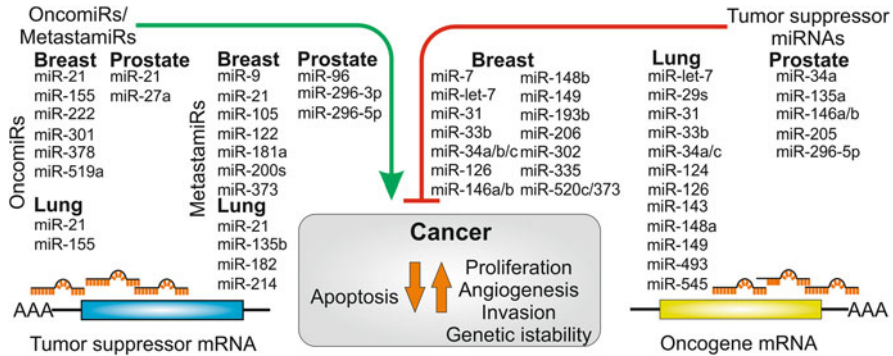 OncomiRs/
MetastamiRs
Tumor suppressor
miRNAs
OncomiRs
Breast
miR-21
miR-155
miR-222
miR-301
miR-378
miR-519a
Prostate
miR-21
miR-27a
Lung
miR-21
miR-155
MetastamiRs
Breast
miR-9
miR-21
miR-105
miR-122
miR-181a
miR-200s
miR-373
Lung
miR-21
miR-135b
miR-182
miR-214
Prostate
miR-96
miR-296-3p
miR-296-5p
Breast
miR-7
miR-let-7
miR-31
miR-33b
miR-34a/b/c
miR-126
miR-146a/b
miR-148b
miR-149
miR-193b
miR-206
miR-302
miR-335
miR-520c/373
Lung
miR-let-7
miR-29s
miR-31
miR-33b
miR-34a/c
miR-124
miR-126
miR-143
miR-148a
miR-149
miR-493
miR-545
Prostate
miR-34a
miR-135a
miR-146a/b
miR-205
miR-296-5p
Cancer
Apoptosis
Proliferation
Angiogenesis
Invasion
Genetic istability
AAA
Tumor suppressor mRNA
AAA
Oncogene mRNA